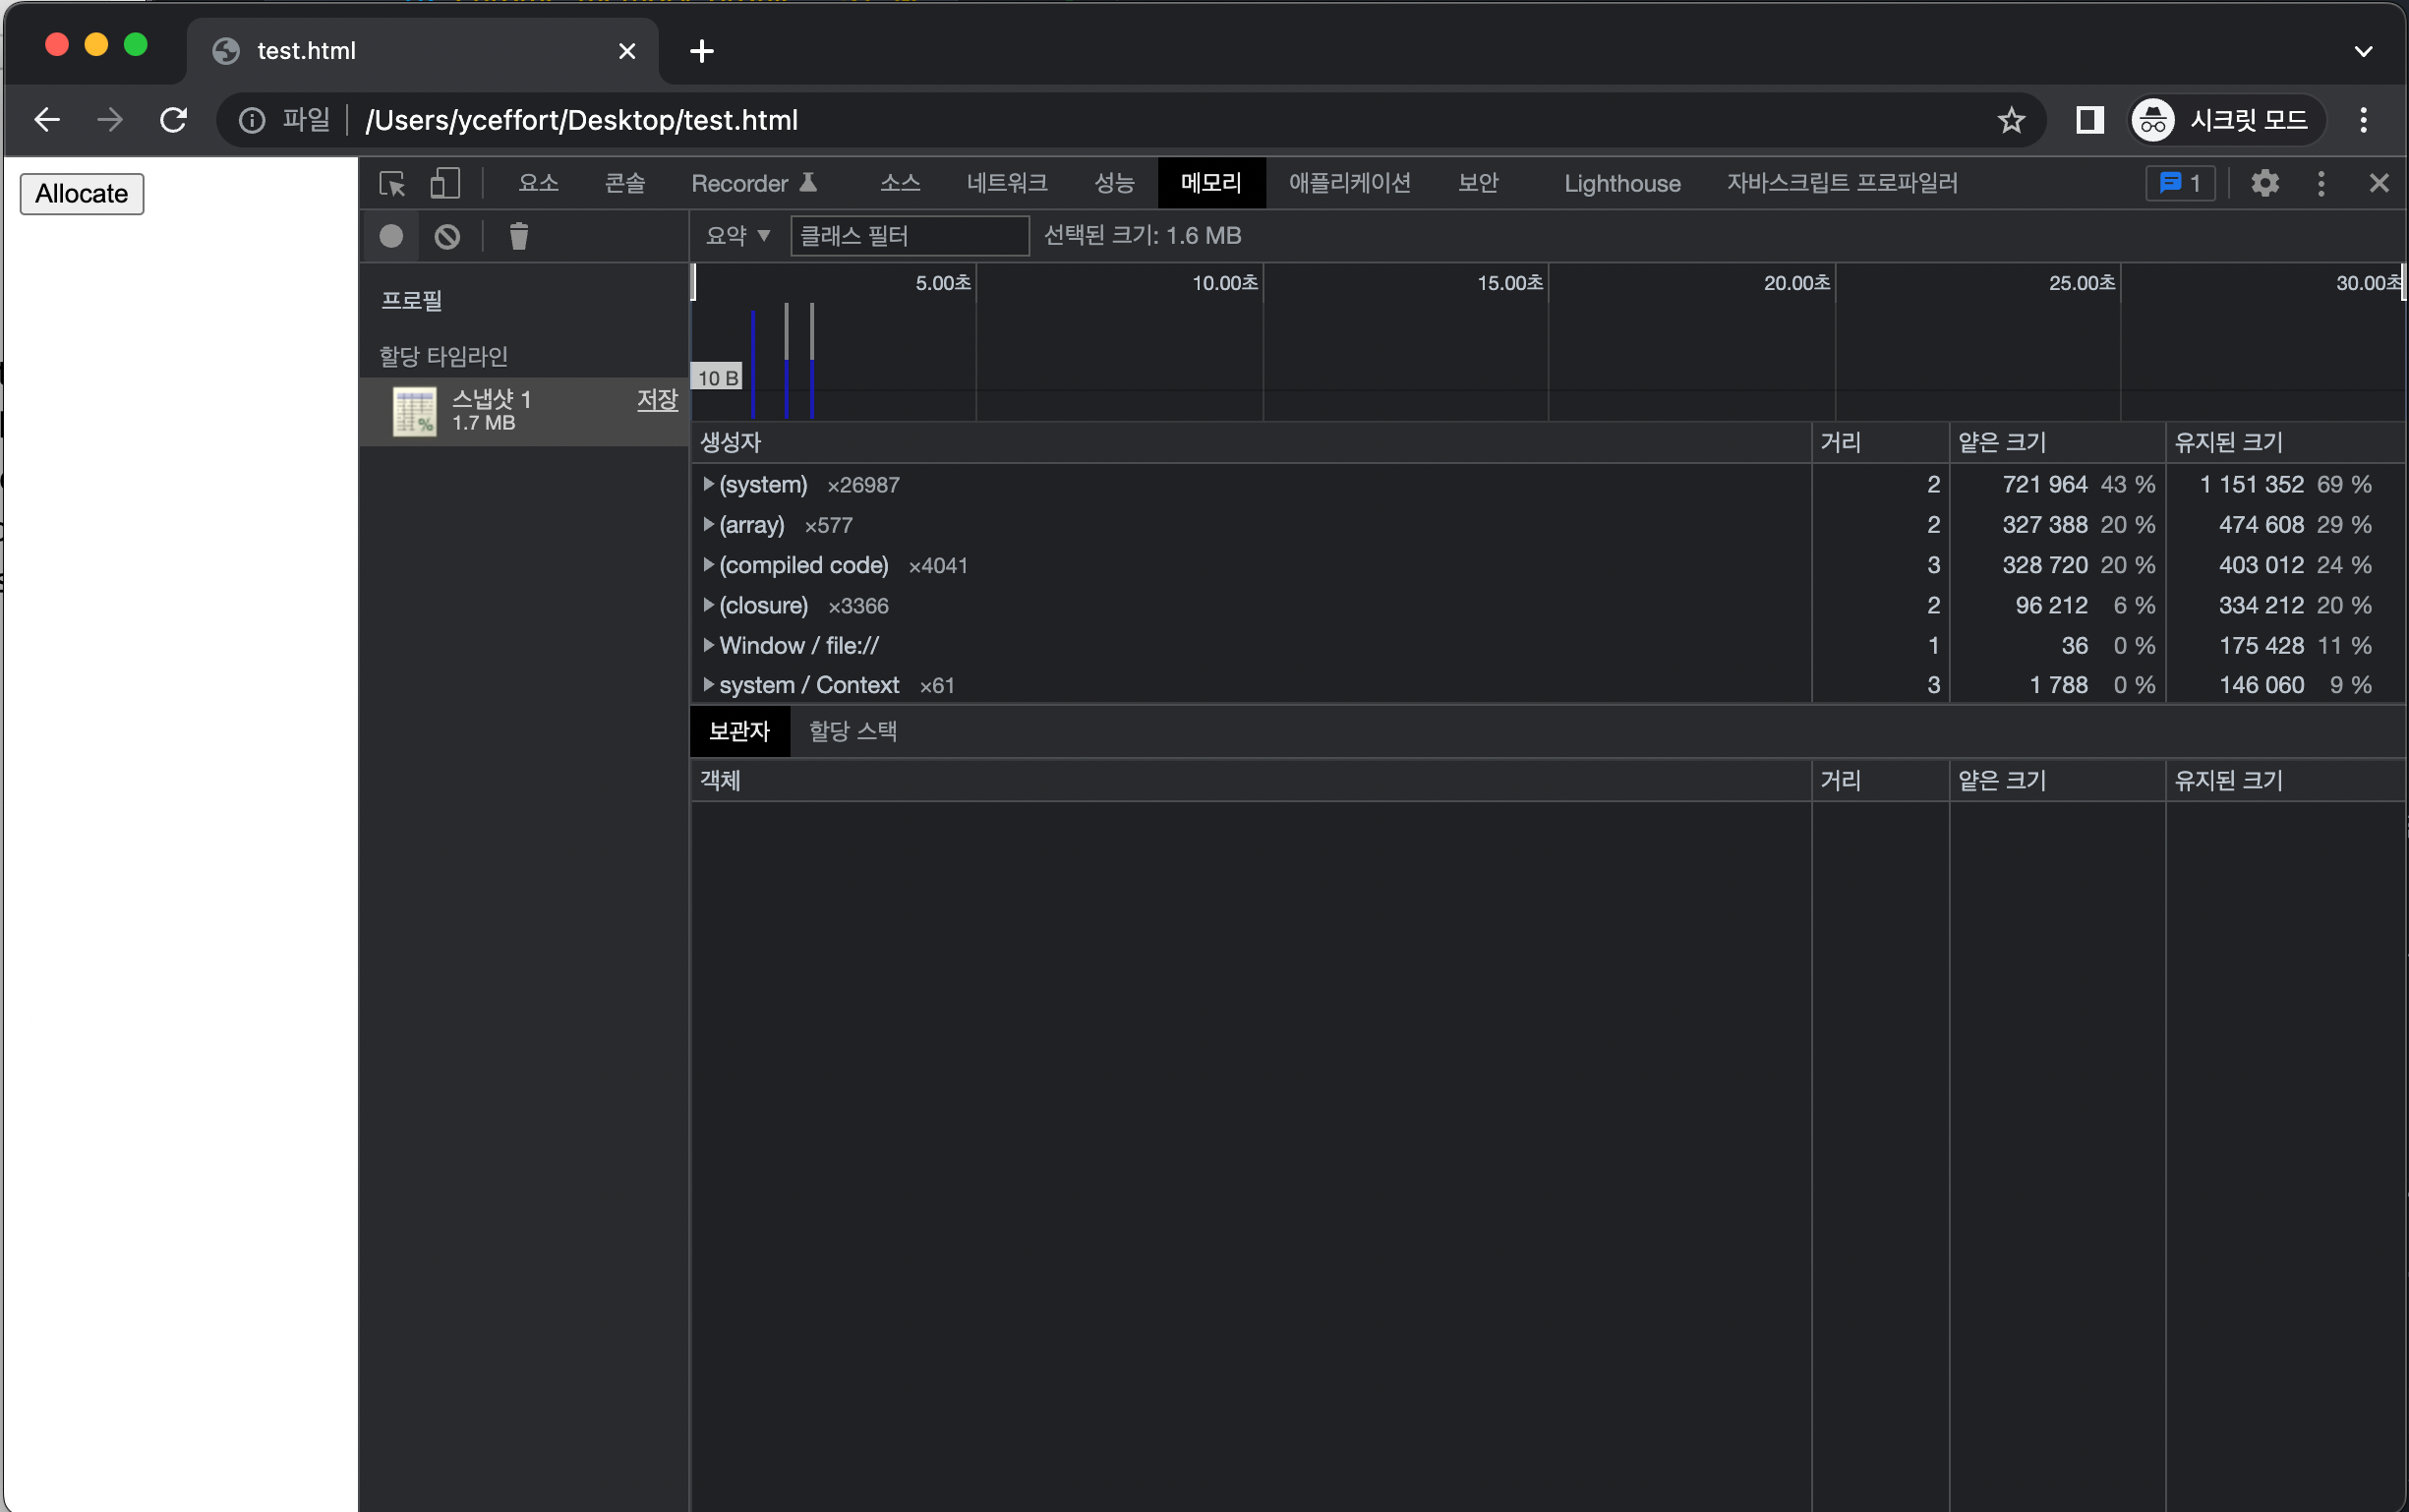 test.html
파일 /Users/yceffort/Desktop/test.html 시크릿 모드
Allocate
요소 콘솔 Recorder 소스 네트워크 성능 메모리 애플리케이션 보안 Lighthouse 자바스크립트 프로파일러 1
요약 ▼ 클래스 필터 선택된 크기: 1.6 MB
프로필
할당 타임라인
스냅샷 1 저장
1.7 MB
5.00초 10.00초 15.00초 20.00초 25.00초 30.00초
10 B
생성자 거리 얕은 크기 유지된 크기
(system) ×26987 2 721 964 43 % 1 151 352 69 %
(array) ×577 2 327 388 20 % 474 608 29 %
(compiled code) ×4041 3 328 720 20 % 403 012 24 %
(closure) ×3366 2 96 212 6 % 334 212 20 %
Window / file:// 1 36 0 % 175 428 11 %
system / Context ×61 3 1 788 0 % 146 060 9 %
보관자 할당 스택
객체 거리 얕은 크기 유지된 크기